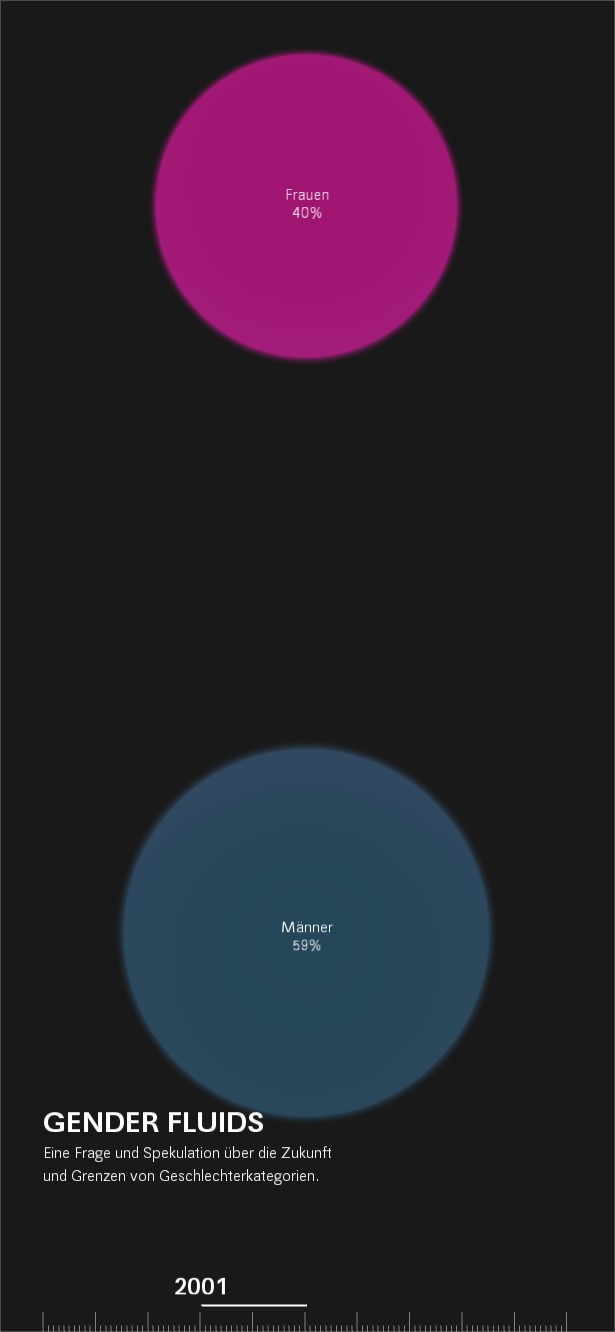 Frauen
40%
Männer
59%
GENDER FLUIDS
Eine Frage und Spekulation über die Zukunft
und Grenzen von Geschlechterkategorien.
2001